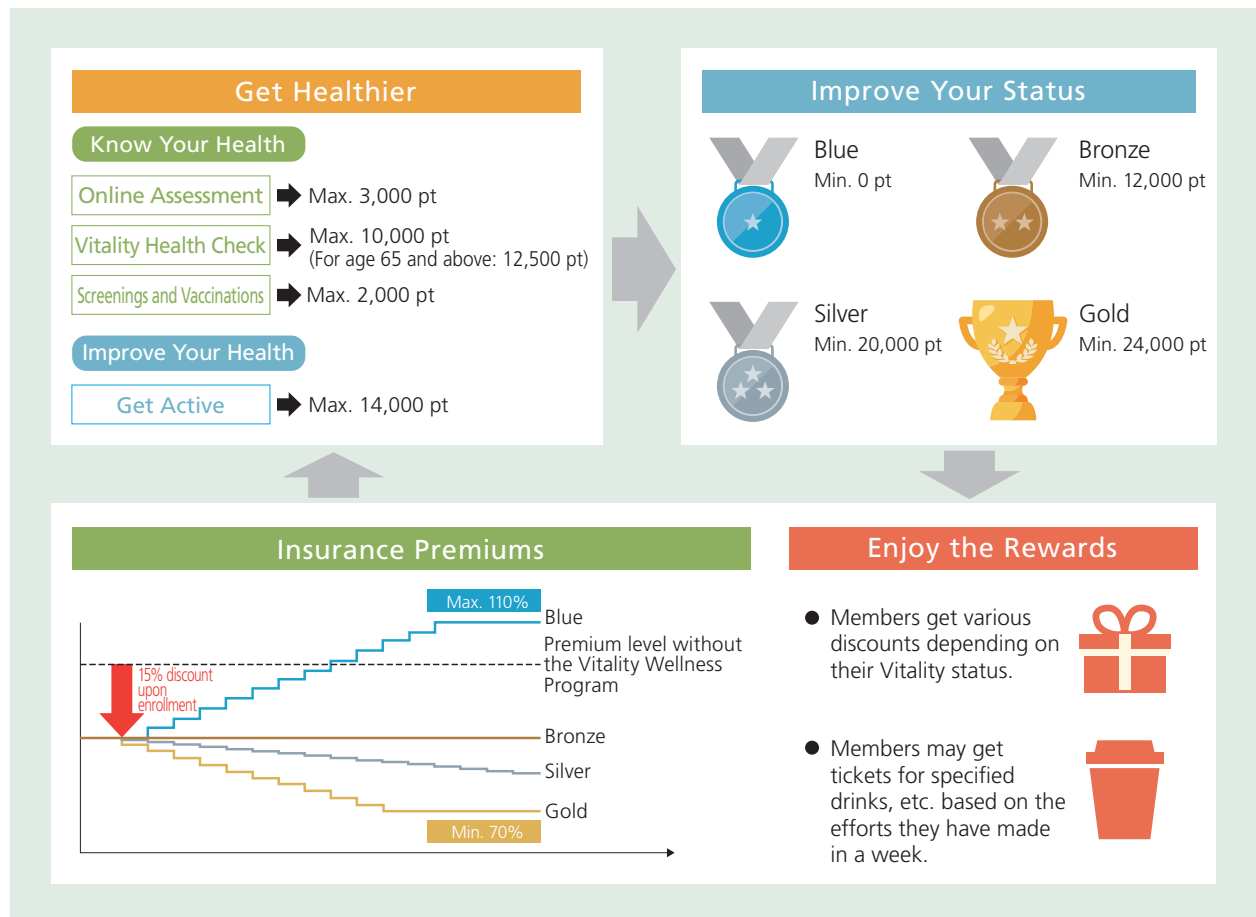 Get Healthier
Know Your Health
Online Assessment
Max. 3,000 pt
Vitality Health Check
Max. 10,000 pt
(For age 65 and above: 12,500 pt)
Screenings and Vaccinations
Max. 2,000 pt
Improve Your Health
Get Active
Max. 14,000 pt
Improve Your Status
Blue
Min. 0 pt
Bronze
Min. 12,000 pt
Silver
Min. 20,000 pt
Gold
Min. 24,000 pt
Insurance Premiums
Max. 110%
Blue
Premium level without
the Vitality Wellness
Program
15% discount
upon
enrollment
Bronze
Silver
Gold
Min. 70%
Enjoy the Rewards
● Members get various
discounts depending on
their Vitality status.
● Members may get
tickets for specified
drinks, etc. based on the
efforts they have made
in a week.